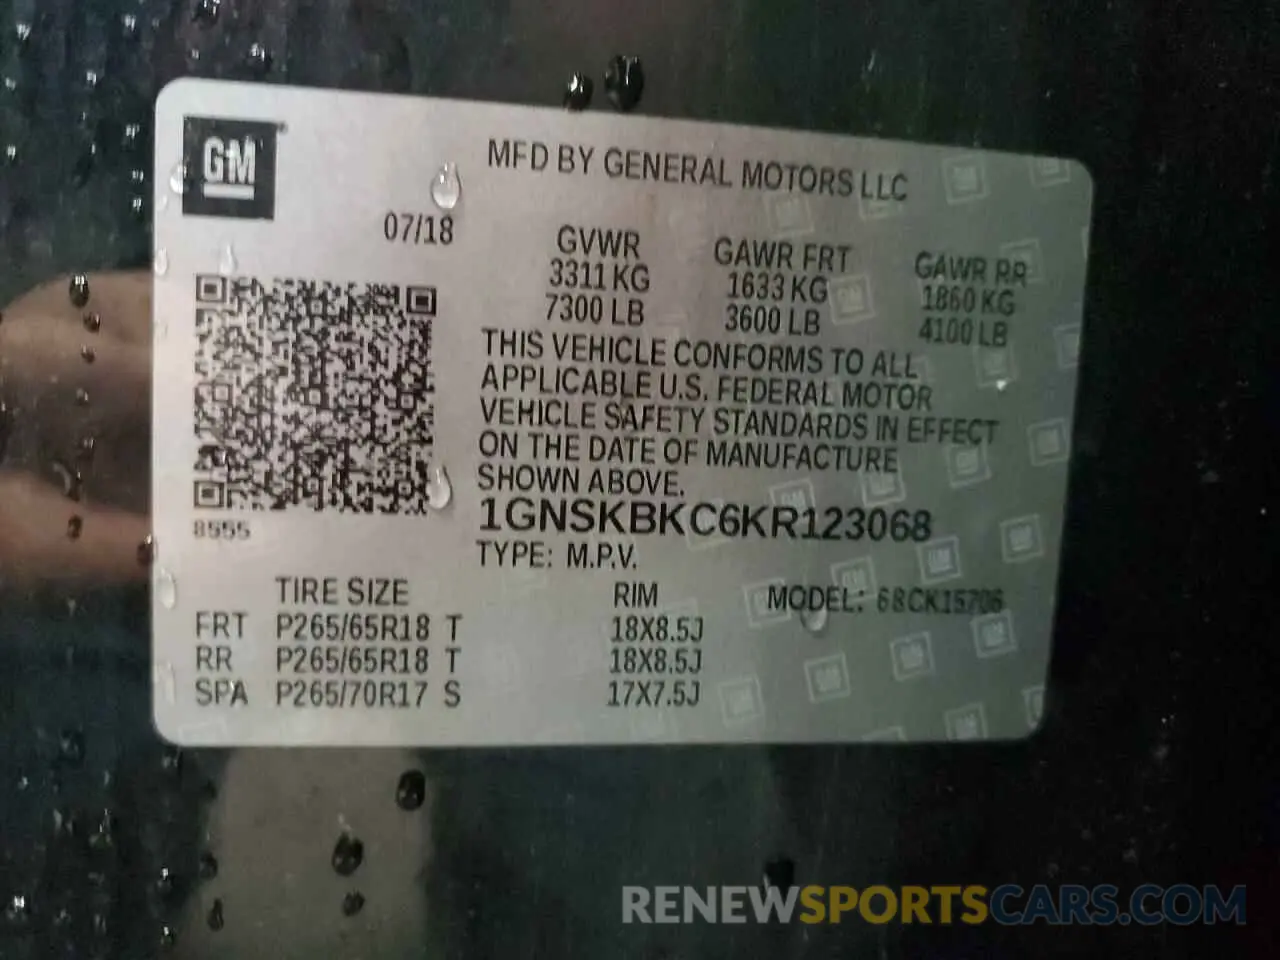 GM
MFD BY GENERAL MOTORS LLC
07/18
GVWR GAWR FRT GAWR RR
3311 KG 1633 KG 1860 KG
7300 LB 3600 LB 4100 LB
THIS VEHICLE CONFORMS TO ALL
APPLICABLE U.S. FEDERAL MOTOR
VEHICLE SAFETY STANDARDS IN EFFECT
ON THE DATE OF MANUFACTURE
SHOWN ABOVE.
8555
1GNSKBKC6KR123068
TYPE: M.P.V.
TIRE SIZE RIM MODEL: 68CK15706
FRT P265/65R18 T 18X8.5J
RR P265/65R18 T 18X8.5J
SPA P265/70R17 S 17X7.5J
RENEWSPORTSCARS.COM